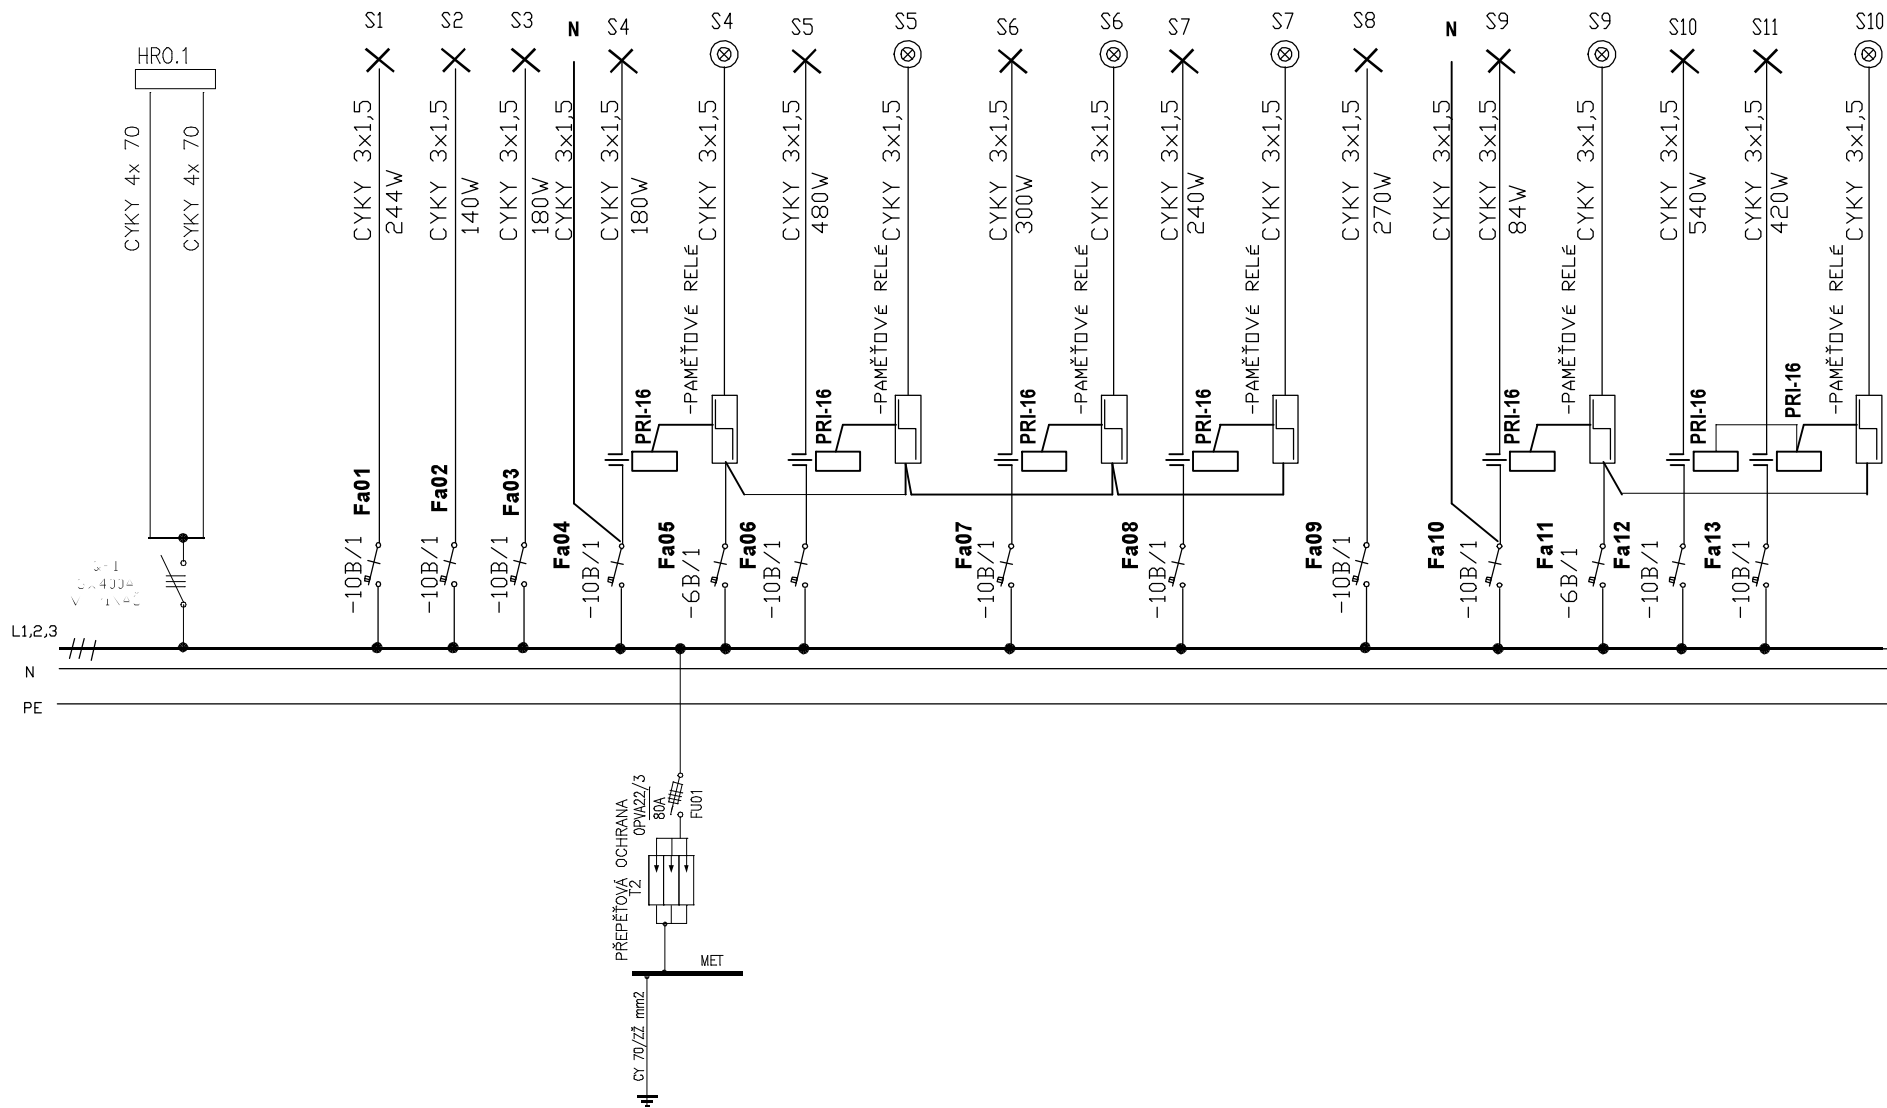 HR0.1
CYKY 4x 70
CYKY 4x 70
S1
S2
S3
N
S4
S4
S5
S5
S6
S6
S7
S7
S8
N
S9
S9
S10
S11
S10
CYKY 3x1,5
244W
CYKY 3x1,5
140W
CYKY 3x1,5
180W
CYKY 3x1,5
CYKY 3x1,5
180W
CYKY 3x1,5
CYKY 3x1,5
480W
CYKY 3x1,5
CYKY 3x1,5
300W
CYKY 3x1,5
CYKY 3x1,5
240W
CYKY 3x1,5
CYKY 3x1,5
270W
CYKY 3x1,5
CYKY 3x1,5
84W
CYKY 3x1,5
CYKY 3x1,5
540W
CYKY 3x1,5
420W
CYKY 3x1,5
-PAMĚŤOVÉ RELÉ
-PAMĚŤOVÉ RELÉ
-PAMĚŤOVÉ RELÉ
-PAMĚŤOVÉ RELÉ
-PAMĚŤOVÉ RELÉ
-PAMĚŤOVÉ RELÉ
PRI-16
PRI-16
PRI-16
PRI-16
PRI-16
PRI-16
PRI-16
Fa01
-10B/1
Fa02
-10B/1
Fa03
-10B/1
Fa04
-10B/1
Fa05
-6B/1
Fa06
-10B/1
Fa07
-10B/1
Fa08
-10B/1
Fa09
-10B/1
Fa10
-10B/1
Fa11
-6B/1
Fa12
-10B/1
Fa13
-10B/1
L1,2,3
N
PE
PŘEPĚŤOVÁ OCHRANA
T2
OPVA22/3
80A
FU01
MET
CY 70/ZŽ mm2